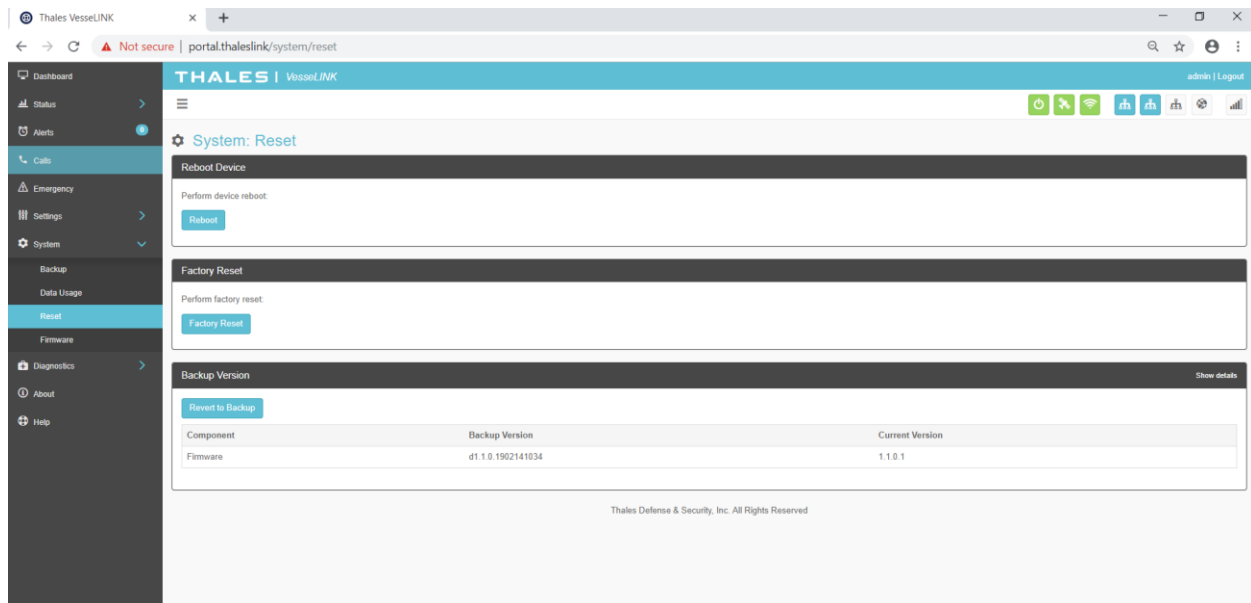 Thales VesseLINK
Not secure | portal.thaleslink/system/reset
Dashboard
THALES | VesseLINK
admin | Logout
Status
Alerts 0
System: Reset
Calls
Reboot Device
Emergency
Perform device reboot:
Settings
Reboot
System
Backup
Factory Reset
Data Usage
Perform factory reset:
Reset
Factory Reset
Firmware
Diagnostics
Backup Version Show details
About
Revert to Backup
Help
Component Backup Version Current Version
Firmware d1.1.0.1902141034 1.1.0.1
Thales Defense & Security, Inc. All Rights Reserved